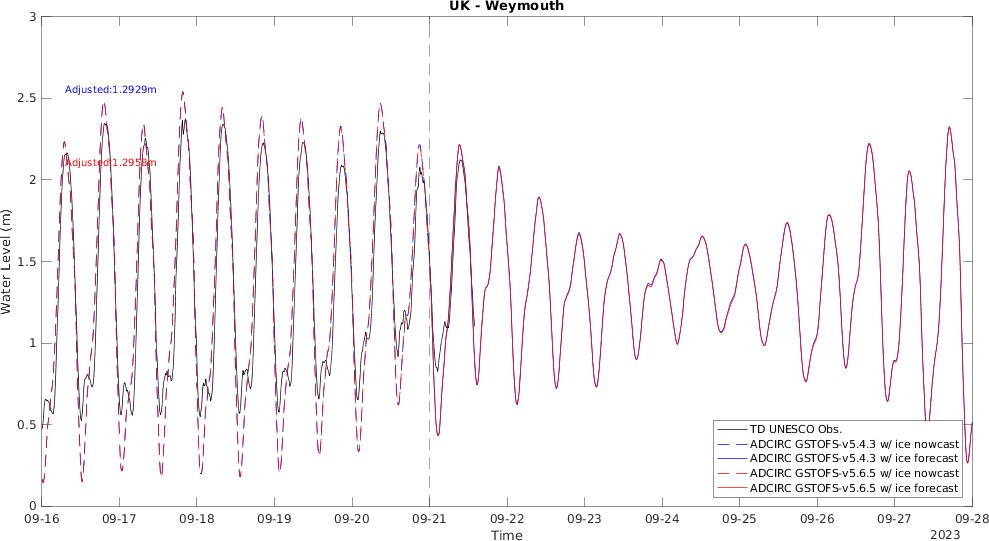 UK - Weymouth
3
2.5
2
1.5
1
0.5
0
Water Level (m)
Adjusted:1.2929m
Adjusted:1.2958m
TD UNESCO Obs.
ADCIRC GSTOFS-v5.4.3 w/ ice nowcast
ADCIRC GSTOFS-v5.4.3 w/ ice forecast
ADCIRC GSTOFS-v5.6.5 w/ ice nowcast
ADCIRC GSTOFS-v5.6.5 w/ ice forecast
09-16 09-17 09-18 09-19 09-20 09-21 09-22 09-23 09-24 09-25 09-26 09-27 09-28
Time
2023